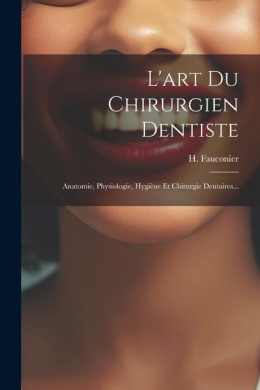 L'art Du
Chirurgien
Dentiste
H. Fauconier
Anatomie, Physiologie, Hygiène Et Chirurgie Dentaires...